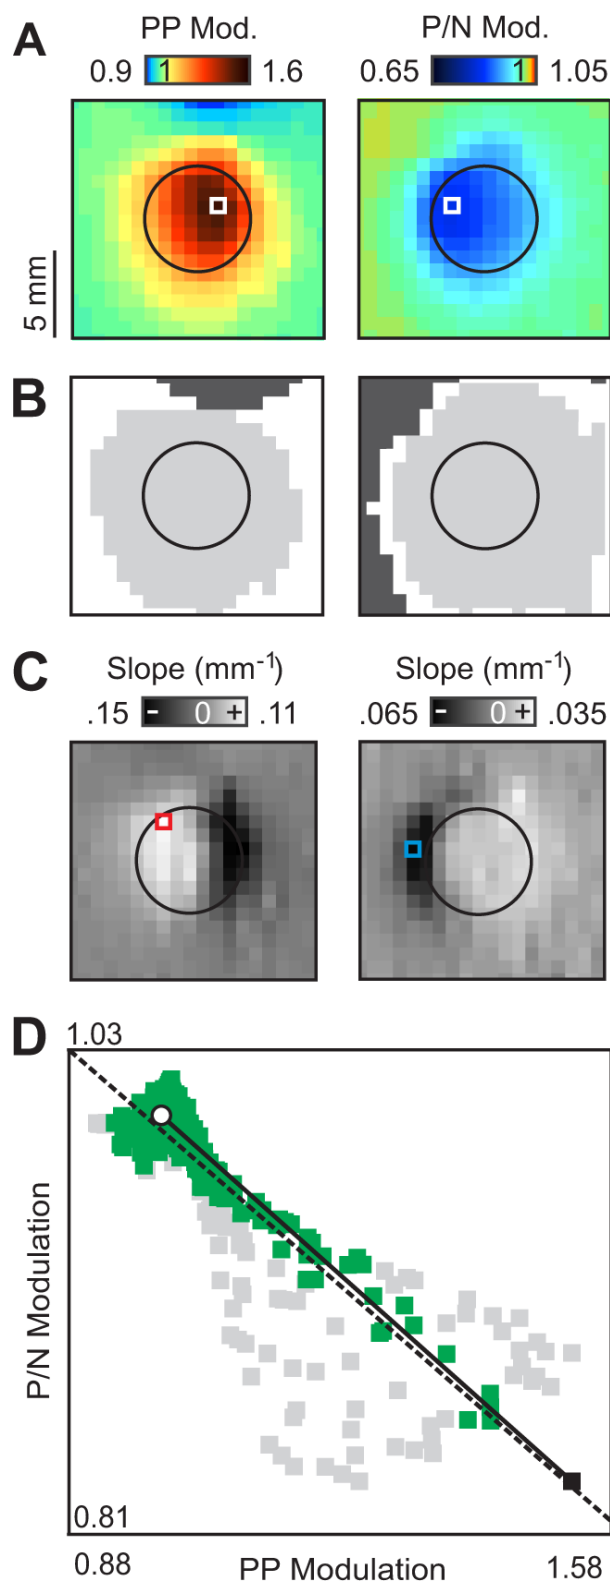 A
PP Mod.
P/N Mod.
0.9 1 1.6
0.65 1 1.05
5 mm
B
C
Slope (mm-1)
Slope (mm-1)
.15 - 0 + .11
.065 - 0 + .035
D
1.03
P/N Modulation
0.81
0.88 PP Modulation 1.58